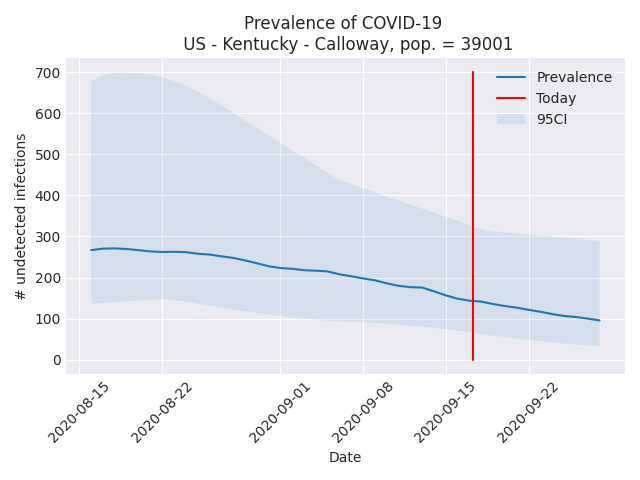 Prevalence of COVID-19
US - Kentucky - Calloway, pop. = 39001
# undetected infections
700
600
500
400
300
200
100
0
Prevalence
Today
95CI
2020-08-15
2020-08-22
2020-09-01
2020-09-08
2020-09-15
2020-09-22
Date